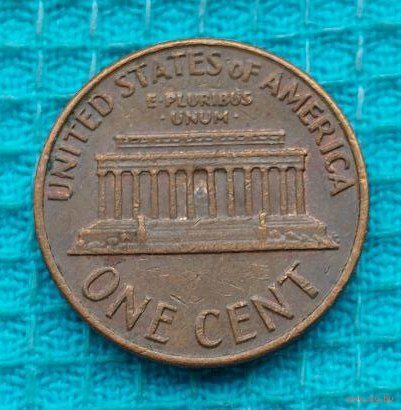 UNITED STATES OF AMERICA
E·PLURIBUS
·UNUM·
ONE CENT